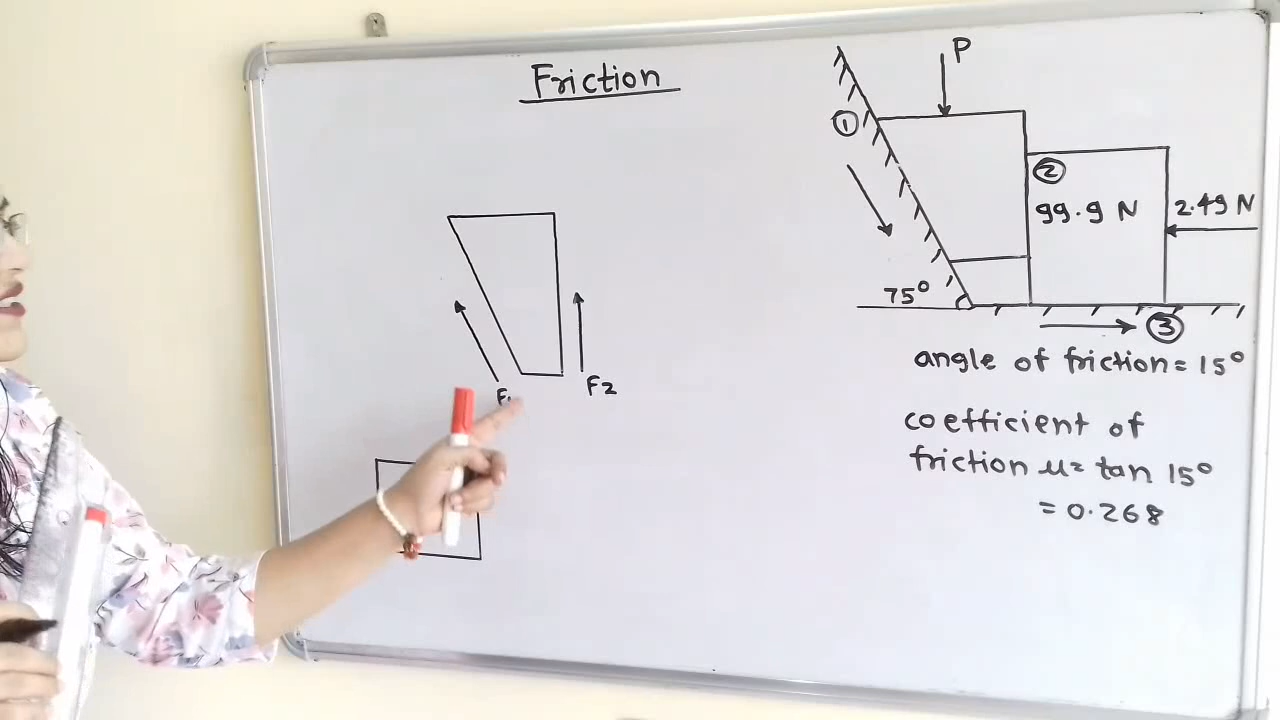 Friction
F2
P
①
②
99.9 N
2.49 N
75°
③
angle of friction = 15°
coefficient of
friction μ= tan 15°
= 0.268